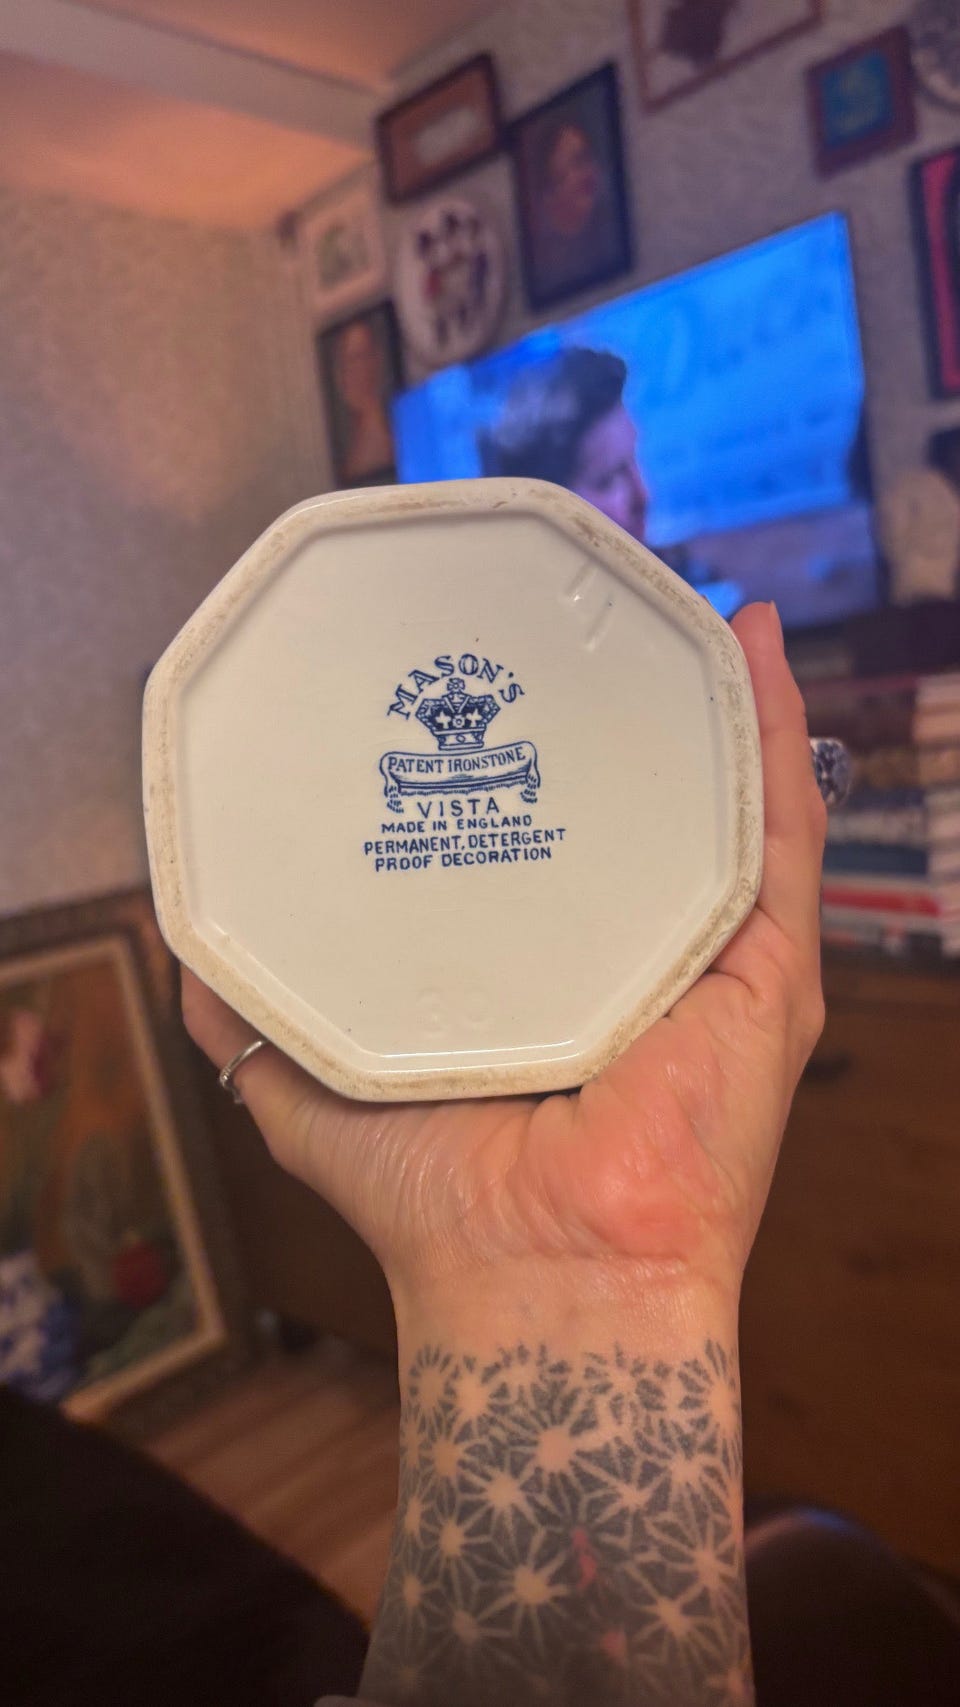 MASON'S
PATENT IRONSTONE
VISTA
MADE IN ENGLAND
PERMANENT, DETERGENT
PROOF DECORATION